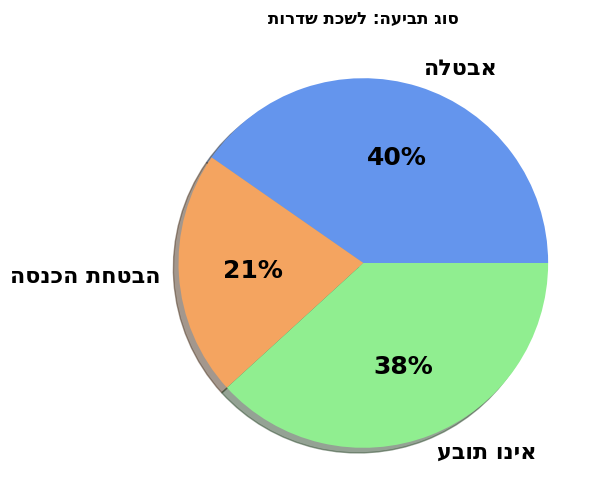 סוג תביעה: לשכת שדרות
אבטלה
40%
21%
הבטחת הכנסה
38%
אינו תובע